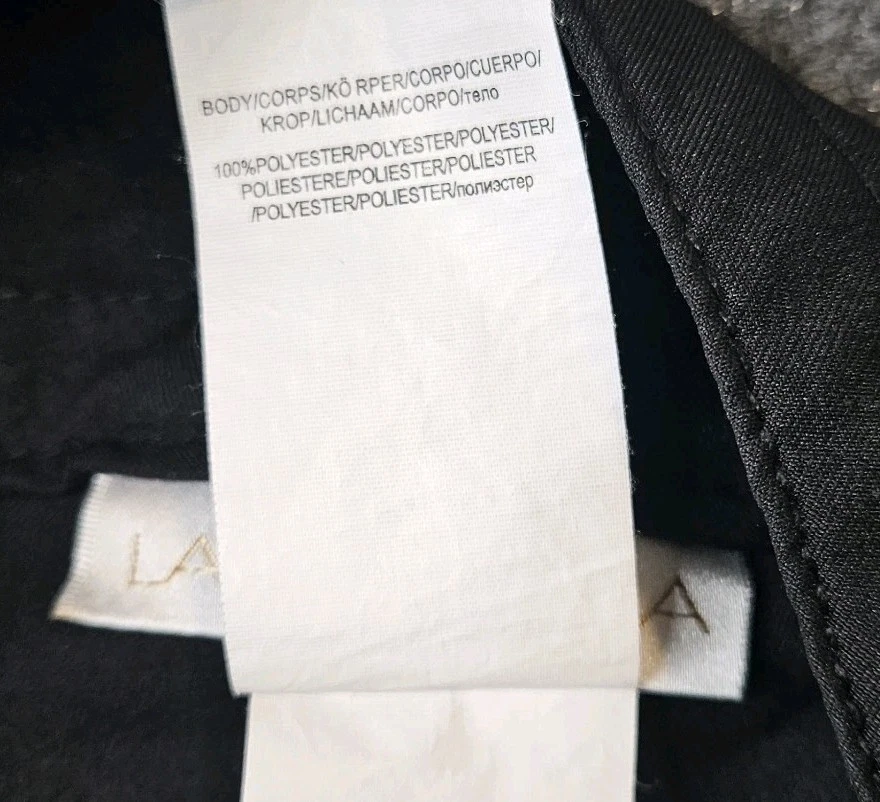 BODY/CORPS/KÖ RPER/CORPO/CUERPO/
KROP/LICHAAM/CORPO/тело
100%POLYESTER/POLYESTER/POLYESTER/
POLIESTERE/POLIESTER/POLIESTER
/POLYESTER/POLIESTER/полиэстер
LA
A